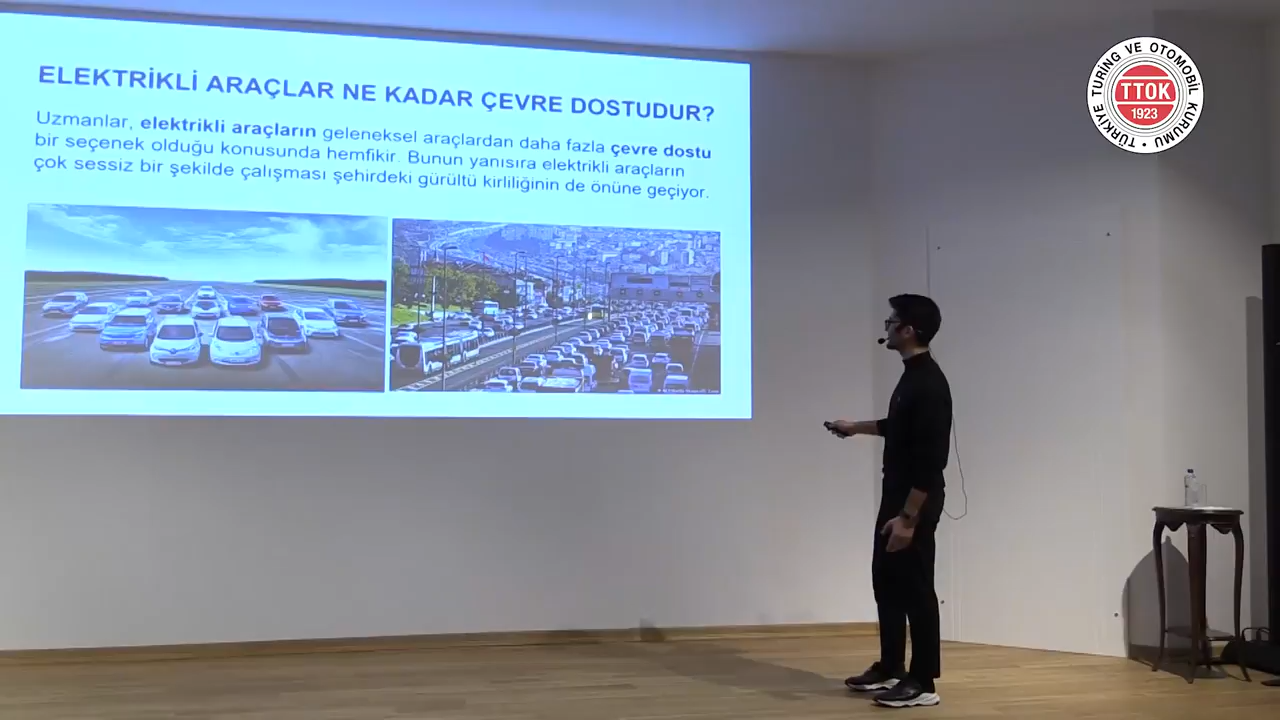 ELEKTRİKLİ ARAÇLAR NE KADAR ÇEVRE DOSTUDUR?
Uzmanlar, elektrikli araçların geleneksel araçlardan daha fazla çevre dostu
bir seçenek olduğu konusunda hemfikir. Bunun yanısıra elektrikli araçların
çok sessiz bir şekilde çalışması şehirdeki gürültü kirliliğinin de önüne geçiyor.
TÜRKİYE TURİNG VE OTOMOBİL KURUMU
TTOK
1923